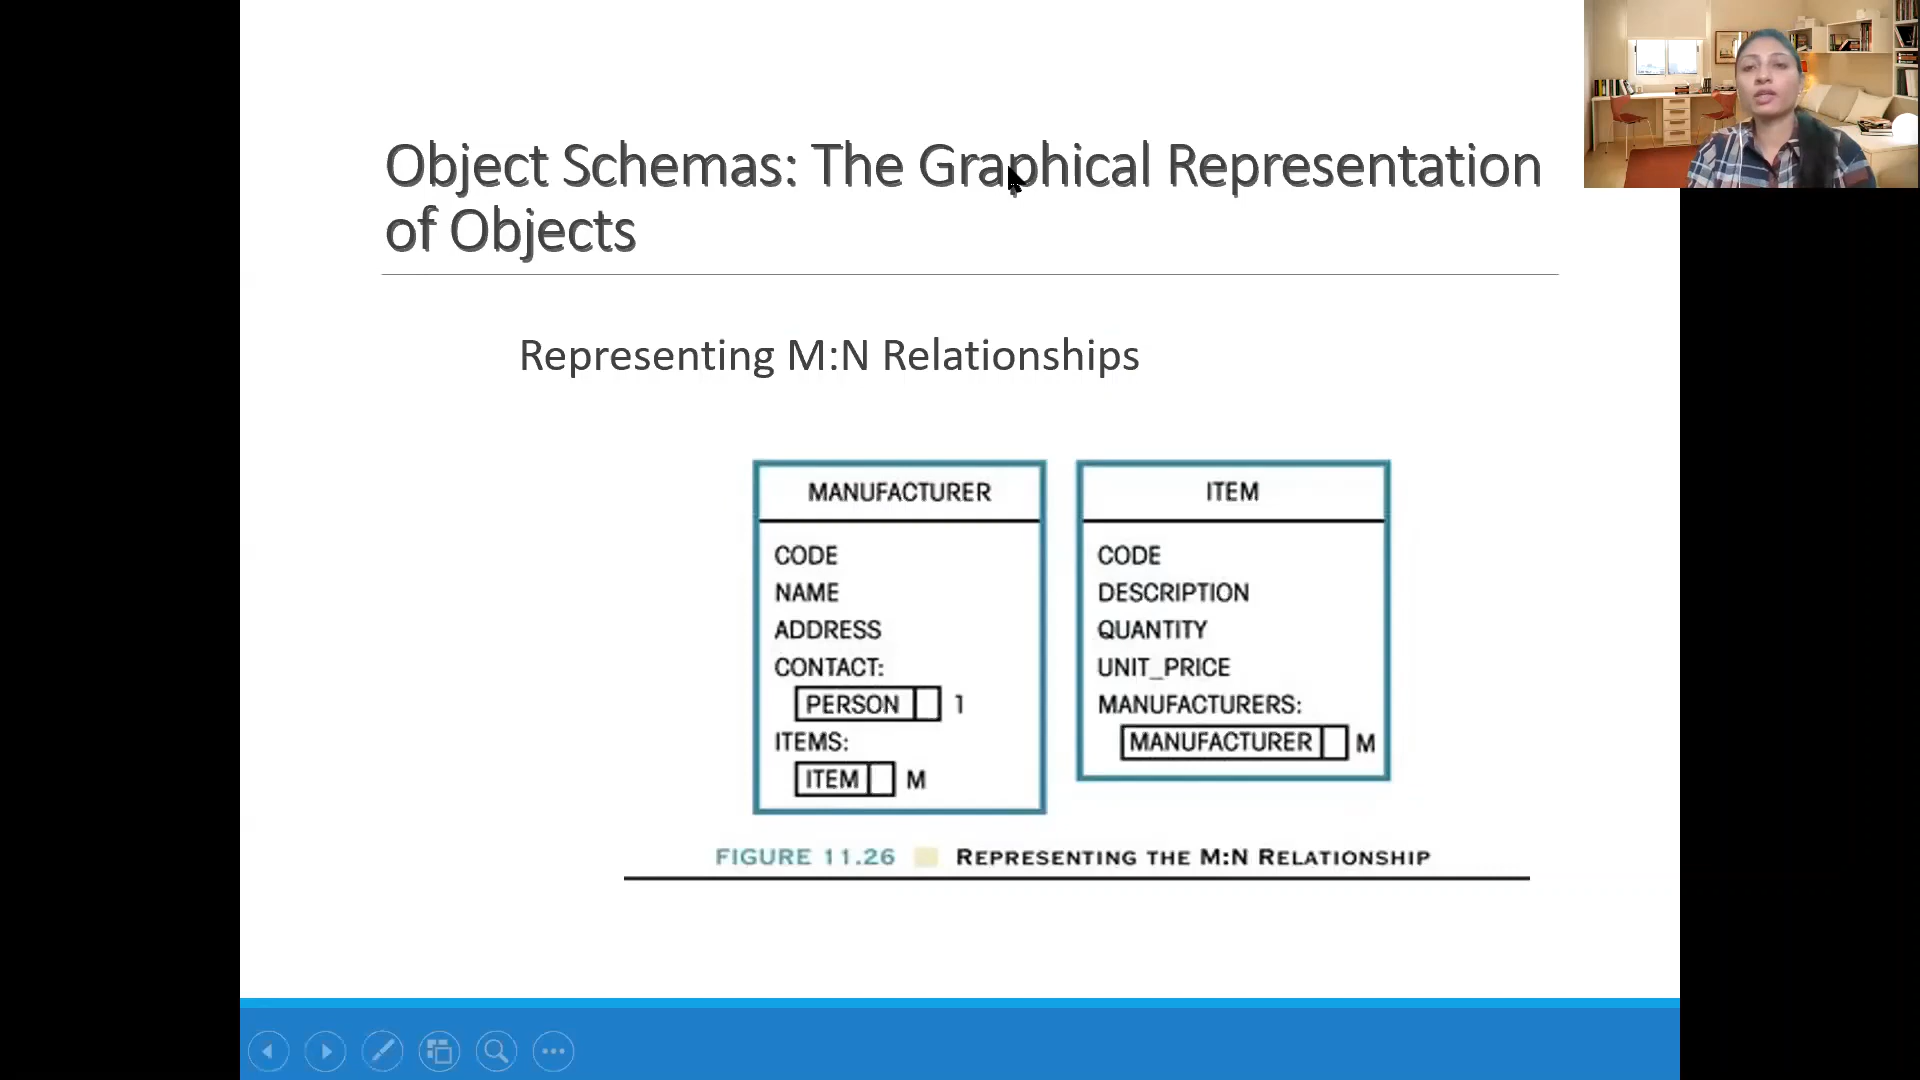 Object Schemas: The Graphical Representation
of Objects
Representing M:N Relationships
MANUFACTURER
CODE
NAME
ADDRESS
CONTACT:
PERSON 1
ITEMS:
ITEM M
ITEM
CODE
DESCRIPTION
QUANTITY
UNIT_PRICE
MANUFACTURERS:
MANUFACTURER M
FIGURE 11.26 REPRESENTING THE M:N RELATIONSHIP